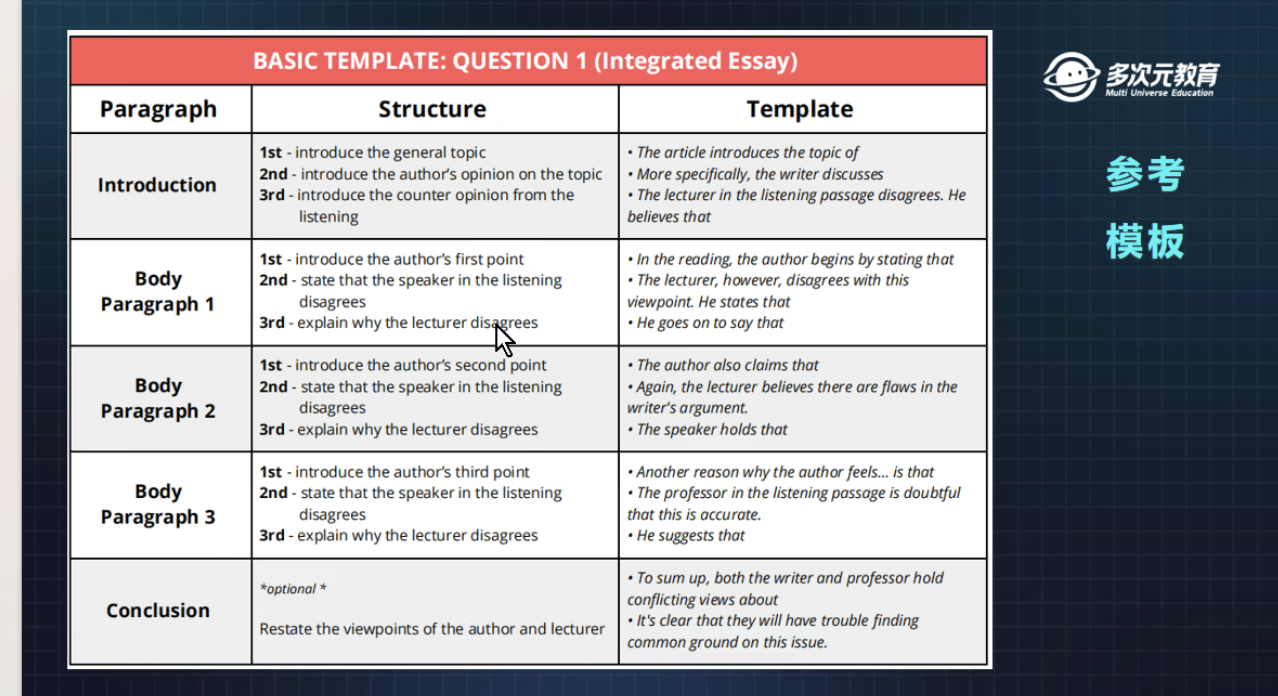 BASIC TEMPLATE: QUESTION 1 (Integrated Essay)
Paragraph
Structure
Template
Introduction
1st - introduce the general topic
2nd - introduce the author's opinion on the topic
3rd - introduce the counter opinion from the
listening
• The article introduces the topic of
• More specifically, the writer discusses
• The lecturer in the listening passage disagrees. He
believes that
Body
Paragraph 1
1st - introduce the author's first point
2nd - state that the speaker in the listening
disagrees
3rd - explain why the lecturer disagrees
• In the reading, the author begins by stating that
• The lecturer, however, disagrees with this
viewpoint. He states that
• He goes on to say that
Body
Paragraph 2
1st - introduce the author's second point
2nd - state that the speaker in the listening
disagrees
3rd - explain why the lecturer disagrees
• The author also claims that
• Again, the lecturer believes there are flaws in the
writer's argument.
• The speaker holds that
Body
Paragraph 3
1st - introduce the author's third point
2nd - state that the speaker in the listening
disagrees
3rd - explain why the lecturer disagrees
• Another reason why the author feels... is that
• The professor in the listening passage is doubtful
that this is accurate.
• He suggests that
Conclusion
*optional *
Restate the viewpoints of the author and lecturer
• To sum up, both the writer and professor hold
conflicting views about
• It's clear that they will have trouble finding
common ground on this issue.
多次元教育
Multi Universe Education
参考
模板